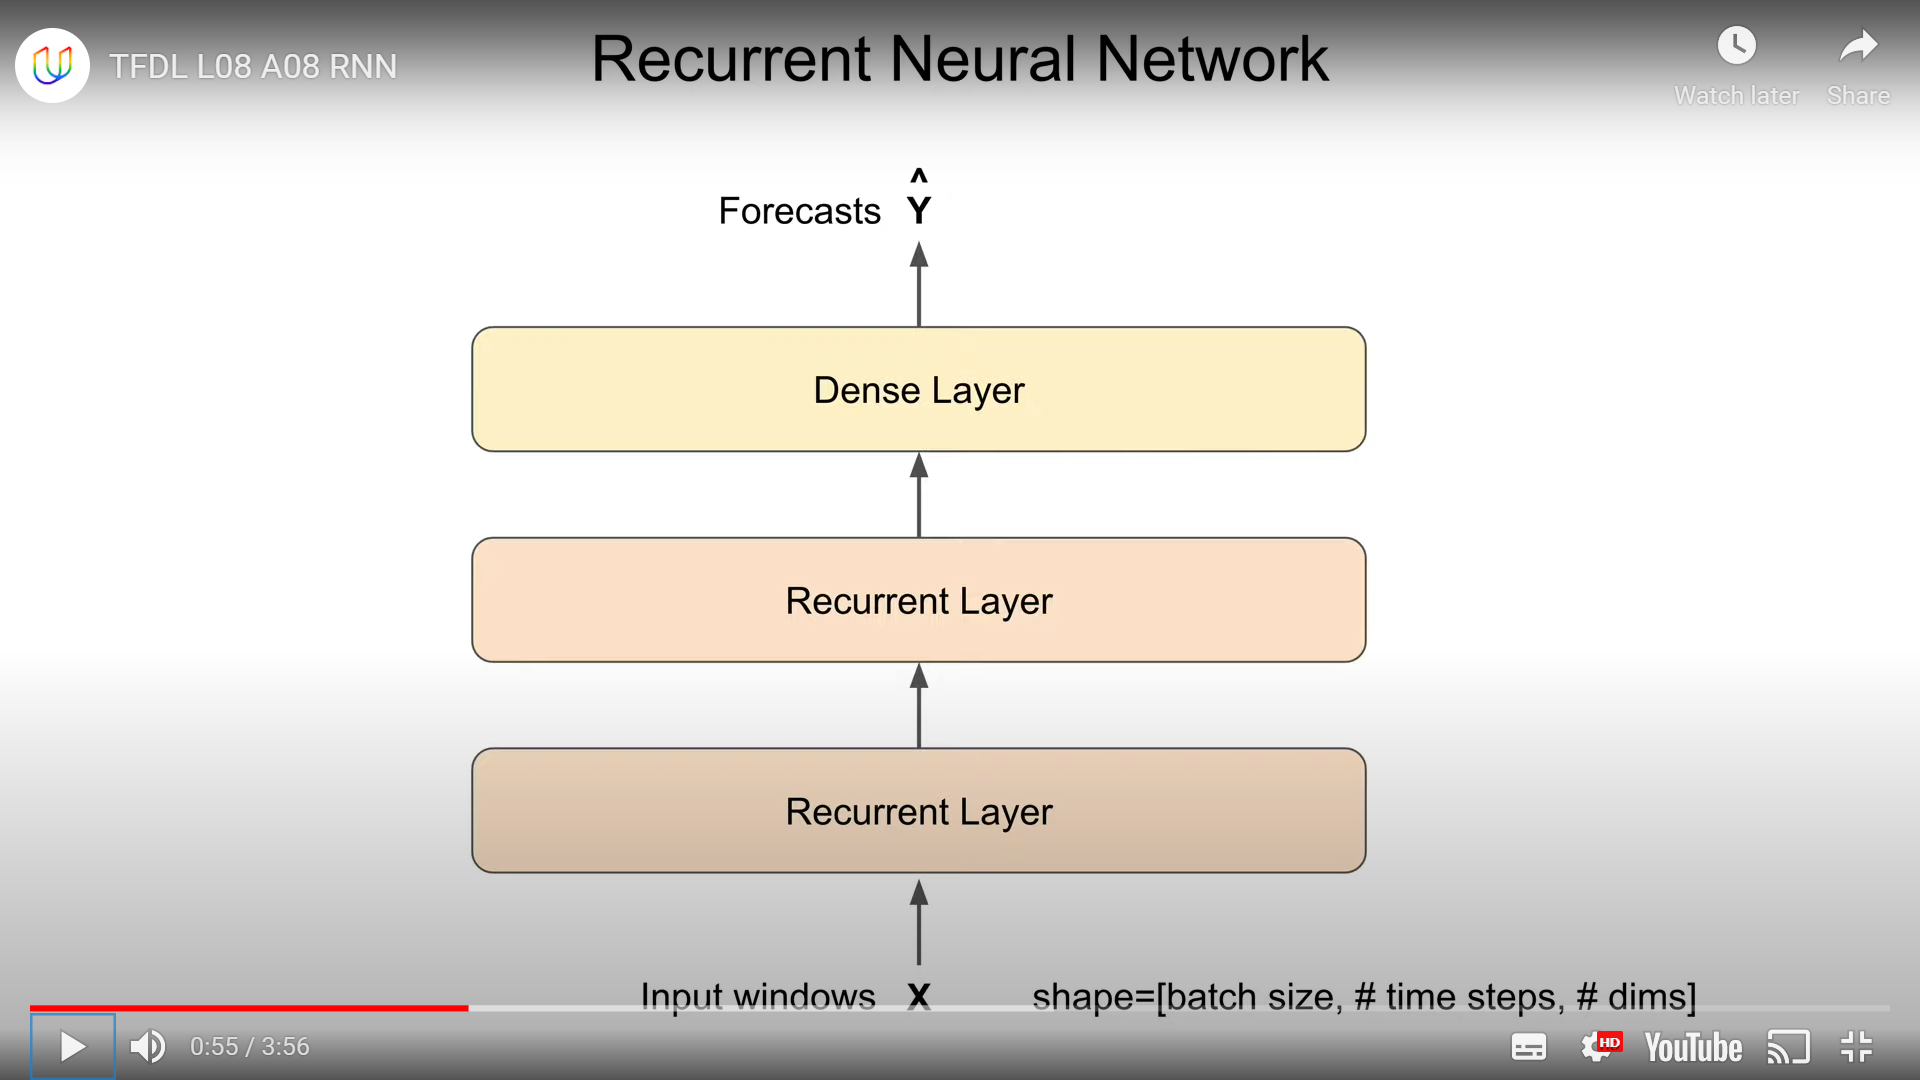 TFDL L08 A08 RNN
Recurrent Neural Network
Watch later
Share
^
Forecasts Y
Dense Layer
Recurrent Layer
Recurrent Layer
Input windows X shape=[batch size, # time steps, # dims]
0:55 / 3:56
HD
YouTube